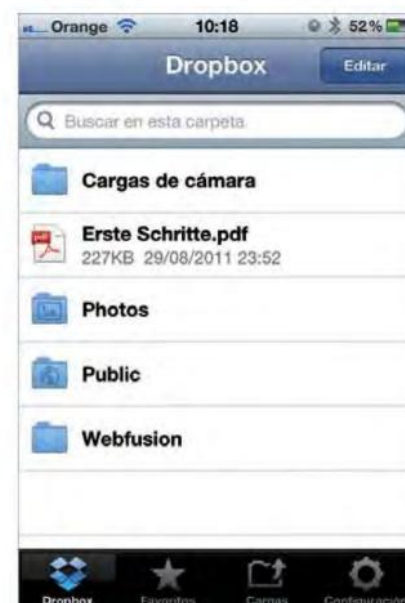 Orange 10:18 52%
Dropbox Editar
Buscar en esta carpeta
Cargas de cámara
Erste Schritte.pdf
227KB 29/08/2011 23:52
Photos
Public
Webfusion
Dropbox Favoritos Cargas Configuración